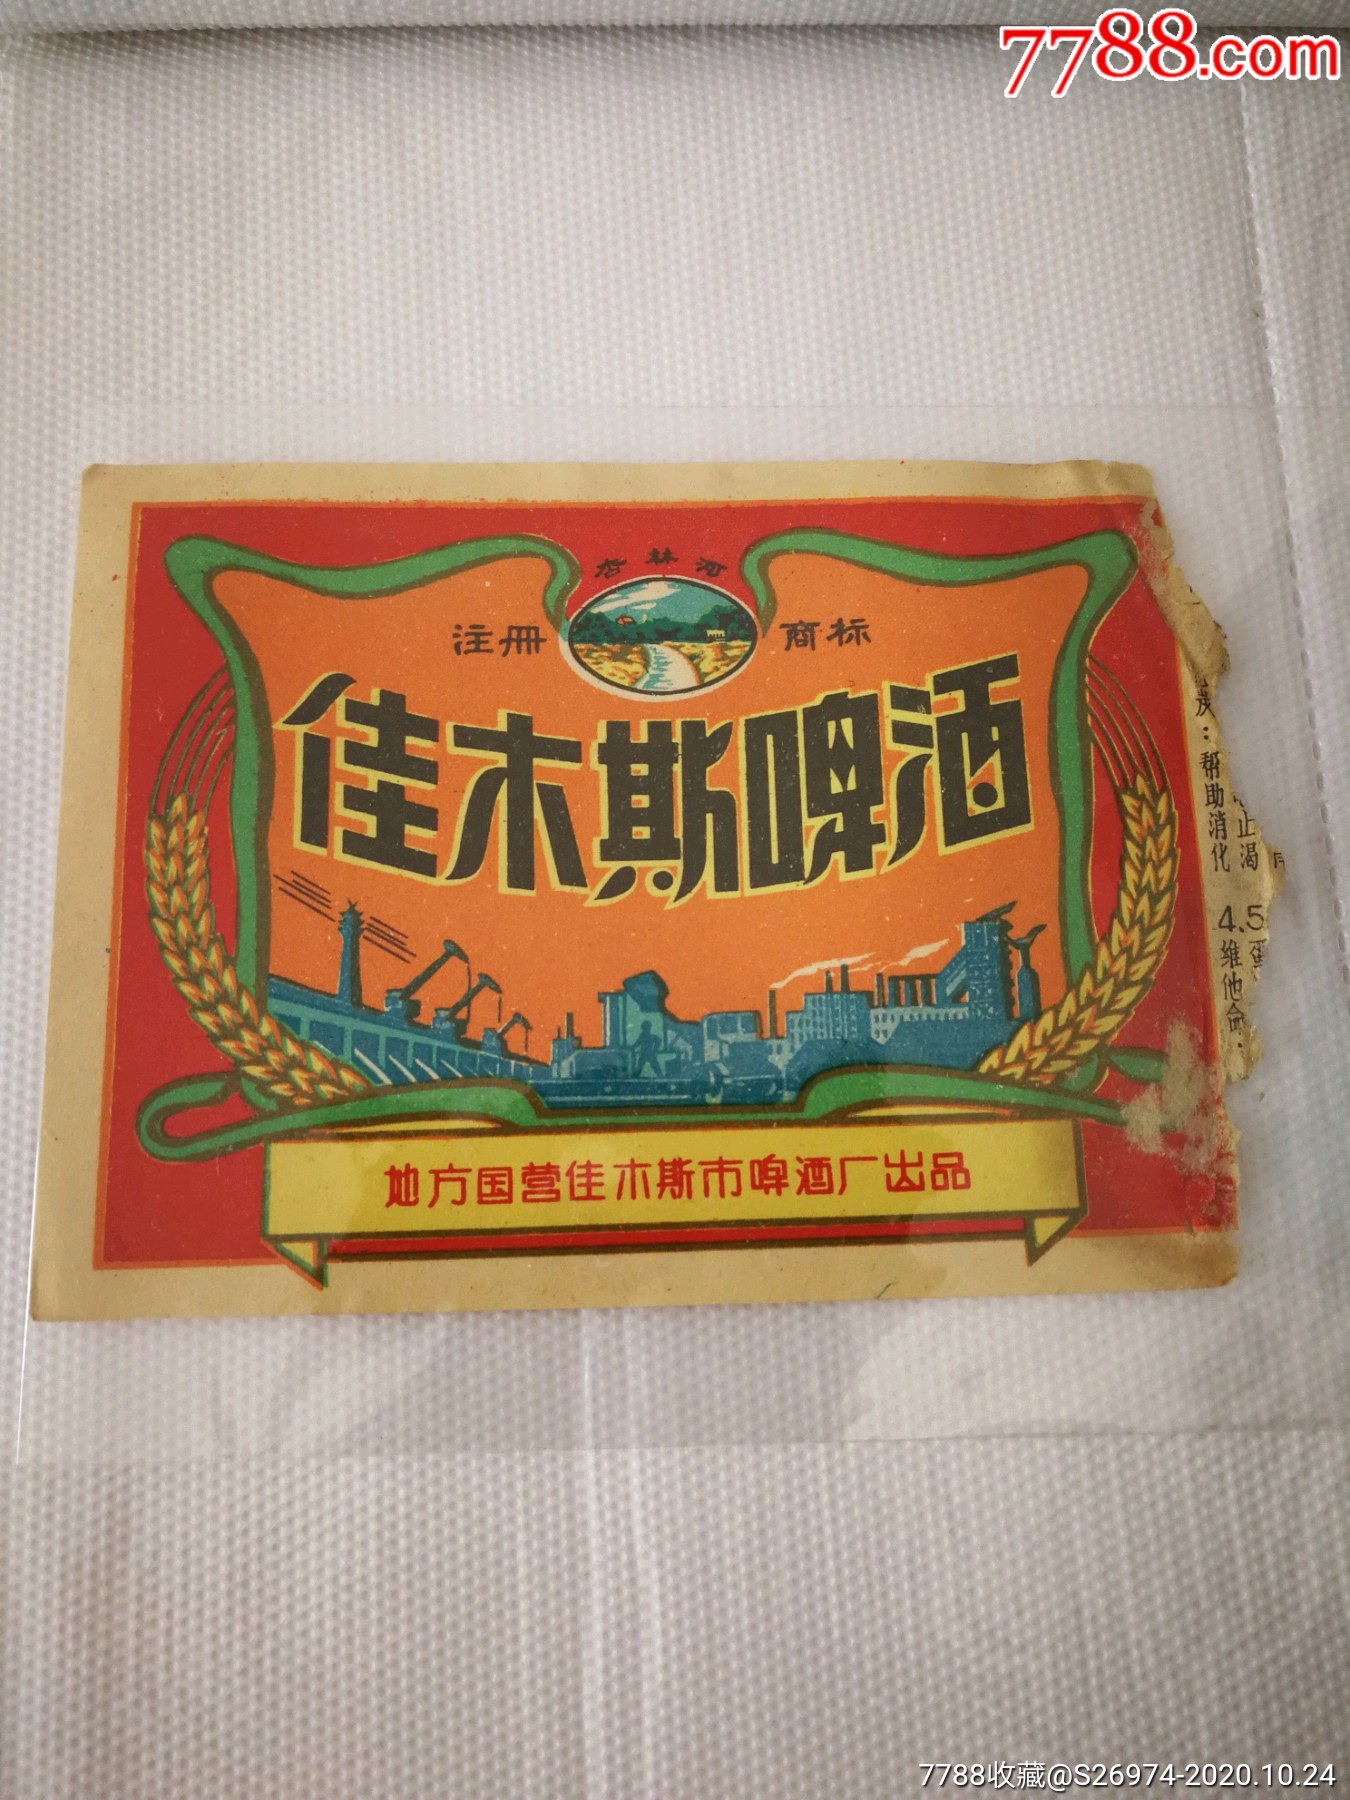 7788.com
杏林河
注册 商标
佳木斯啤酒
地方国营佳木斯市啤酒厂出品
炭：帮助消化
止渴
4.5
维他命：
7788收藏@S26974-2020.10.24